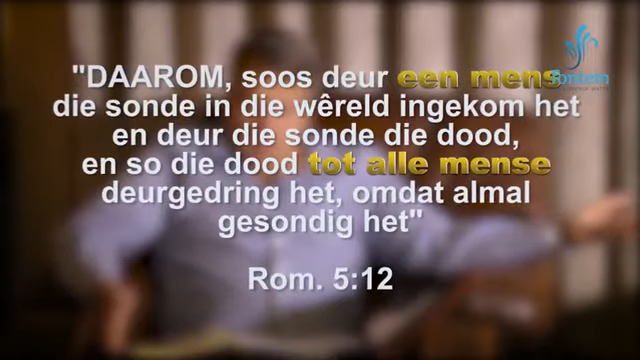 fontein
"DAAROM, soos deur een mens
die sonde in die wêreld ingekom het
en deur die sonde die dood,
en so die dood tot alle mense
deurgedring het, omdat almal
gesondig het"
Rom. 5:12